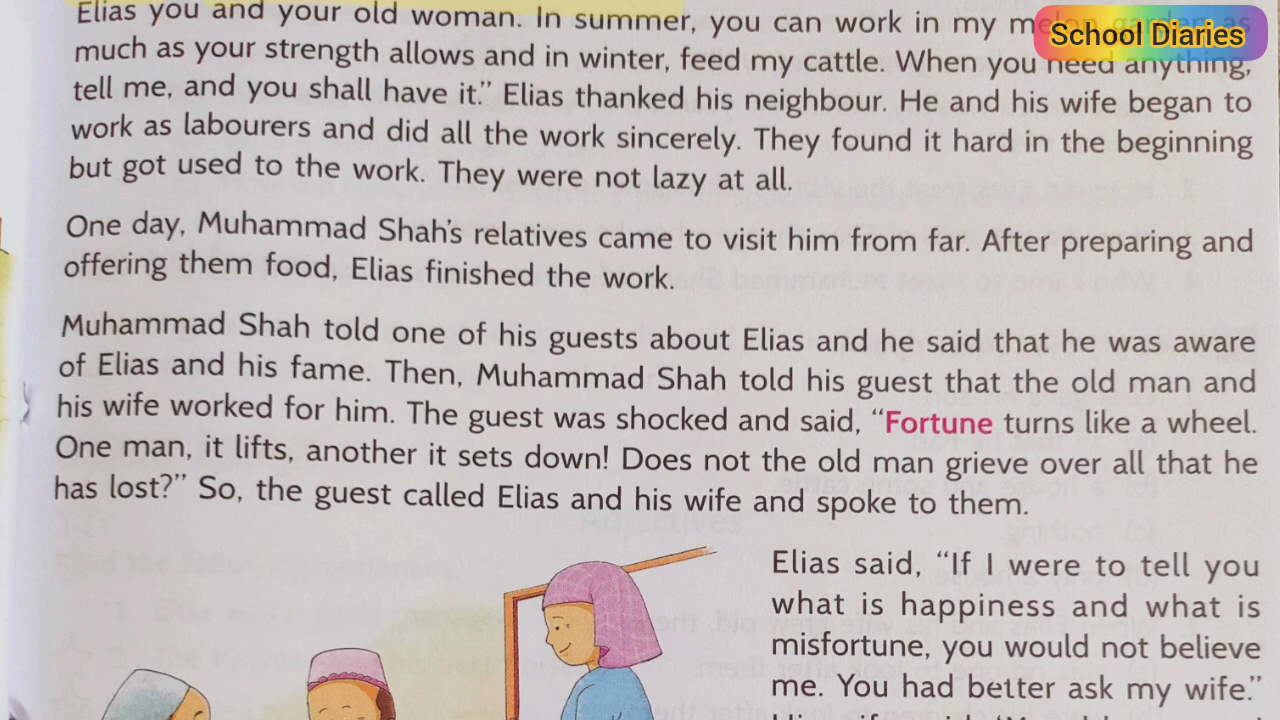 Elias you and your old woman. In summer, you can work in my melon garden as
School Diaries
much as your strength allows and in winter, feed my cattle. When you need anything,
tell me, and you shall have it." Elias thanked his neighbour. He and his wife began to
work as labourers and did all the work sincerely. They found it hard in the beginning
but got used to the work. They were not lazy at all.
One day, Muhammad Shah's relatives came to visit him from far. After preparing and
offering them food, Elias finished the work.
Muhammad Shah told one of his guests about Elias and he said that he was aware
of Elias and his fame. Then, Muhammad Shah told his guest that the old man and
his wife worked for him. The guest was shocked and said, "Fortune turns like a wheel.
One man, it lifts, another it sets down! Does not the old man grieve over all that he
has lost?" So, the guest called Elias and his wife and spoke to them.
Elias said, "If I were to tell you
what is happiness and what is
misfortune, you would not believe
me. You had better ask my wife."